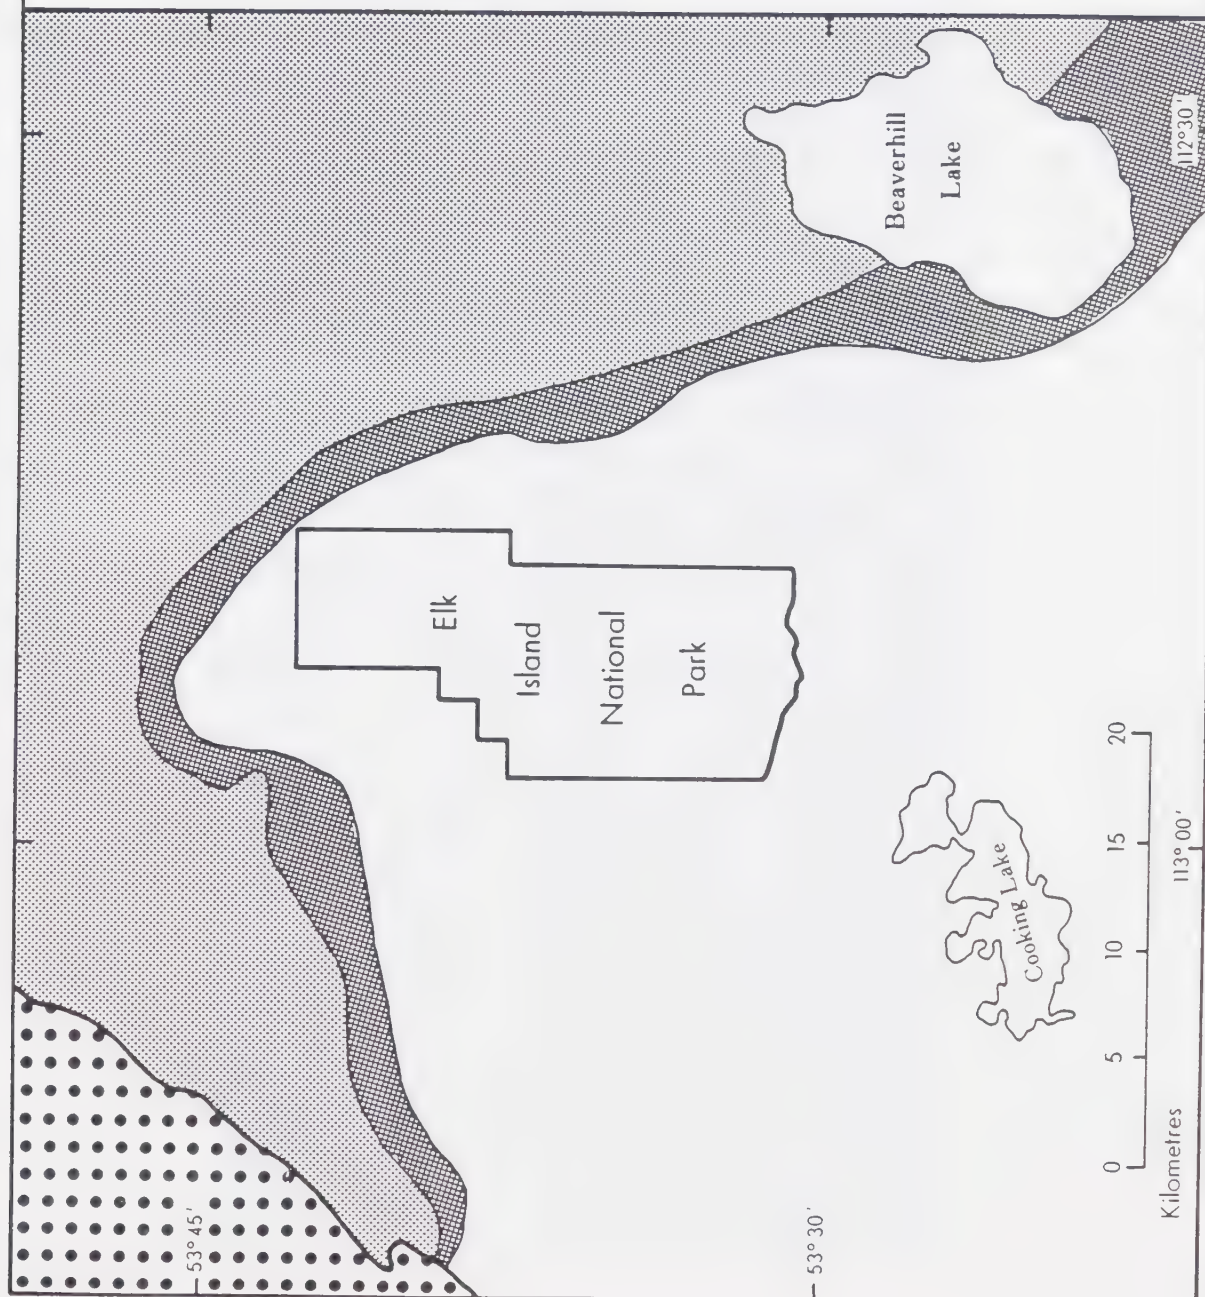 53° 45'
53° 30'
Elk
Island
National
Park
Beaverhill
Lake
Cooking Lake
0 5 10 15 20
Kilometres
113° 00'
112° 30'